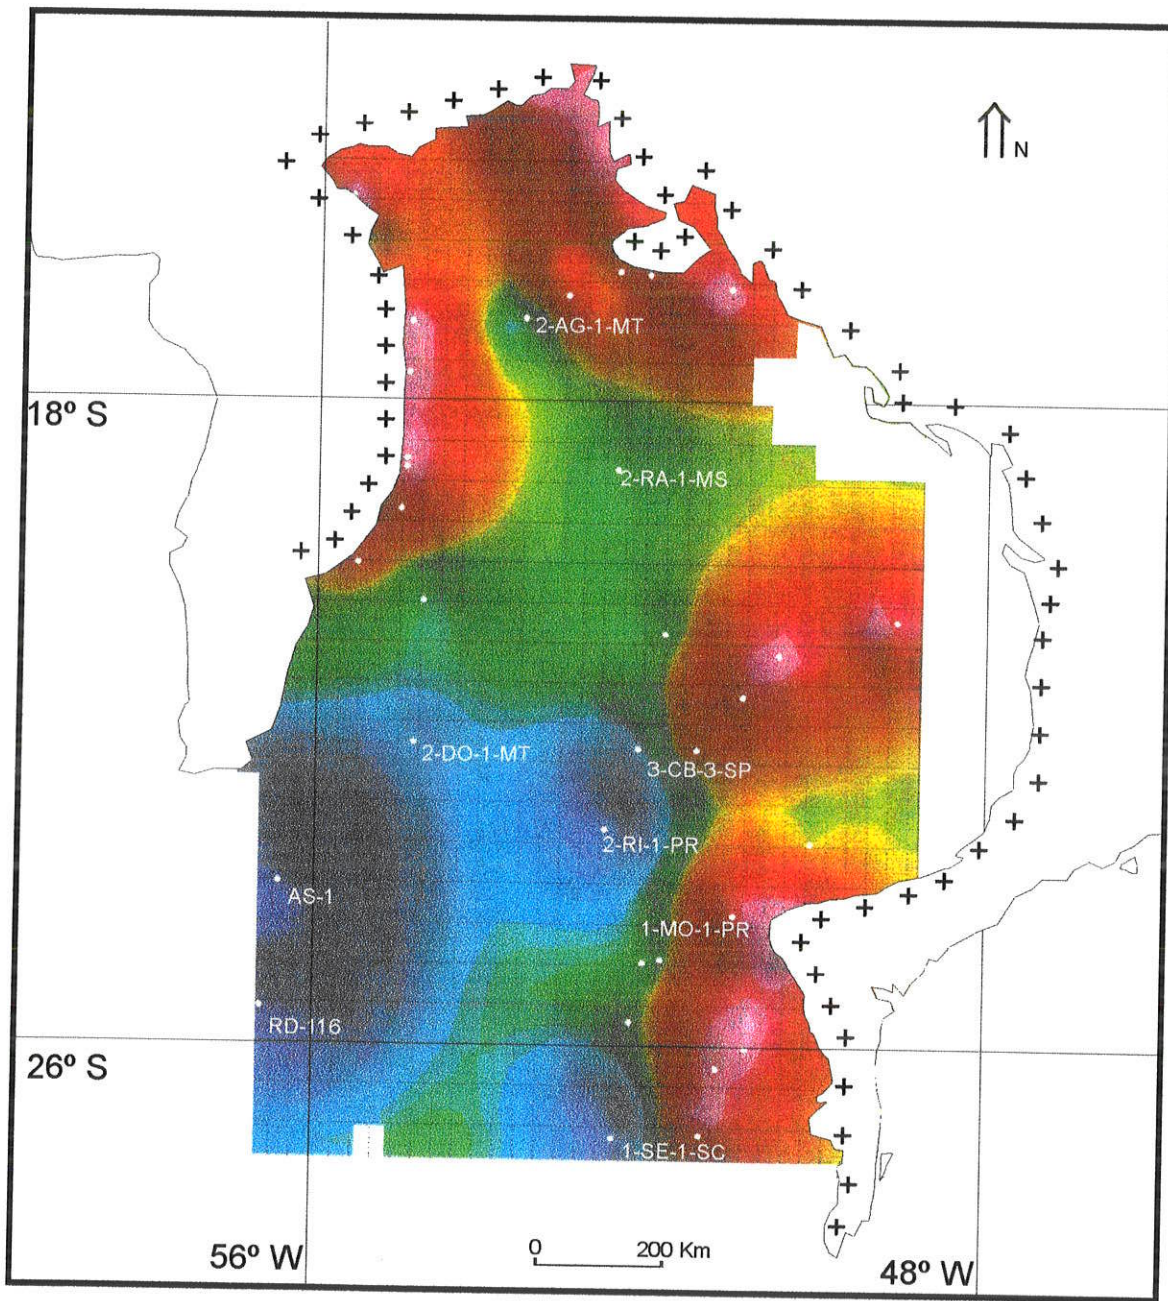 N
2-AG-1-MT
18º S
2-RA-1-MS
2-DO-1-MT
3-CB-3-SP
2-RI-1-PR
AS-1
1-MO-1-PR
RD-I16
26º S
1-SE-1-SC
56º W
0
200 Km
48º W